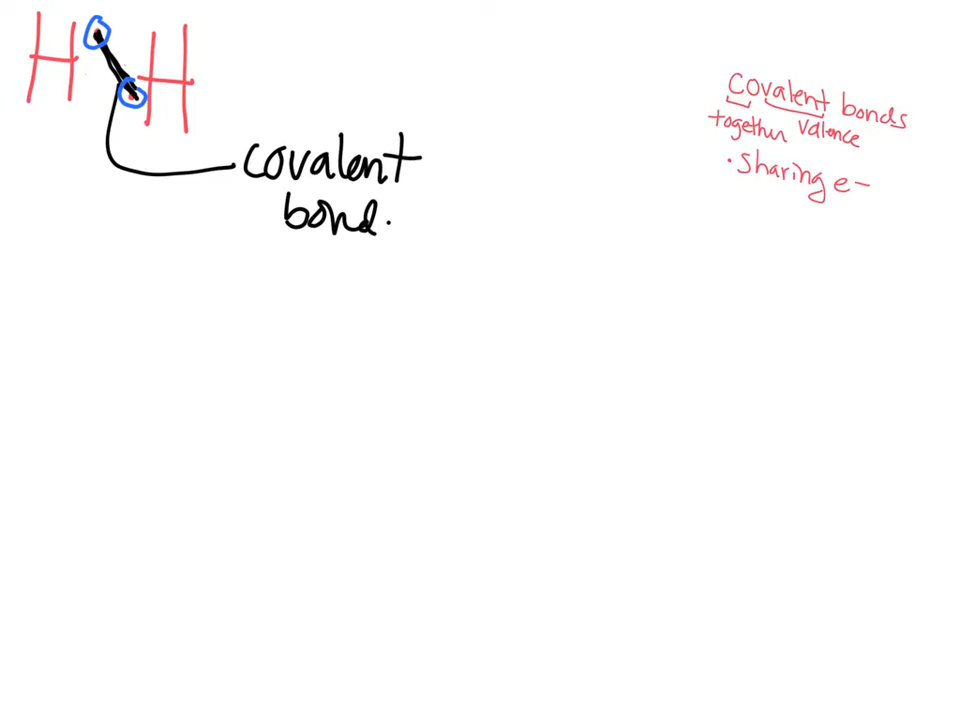 H H
covalent
bond.
Covalent bonds
together valence
• Sharing e-